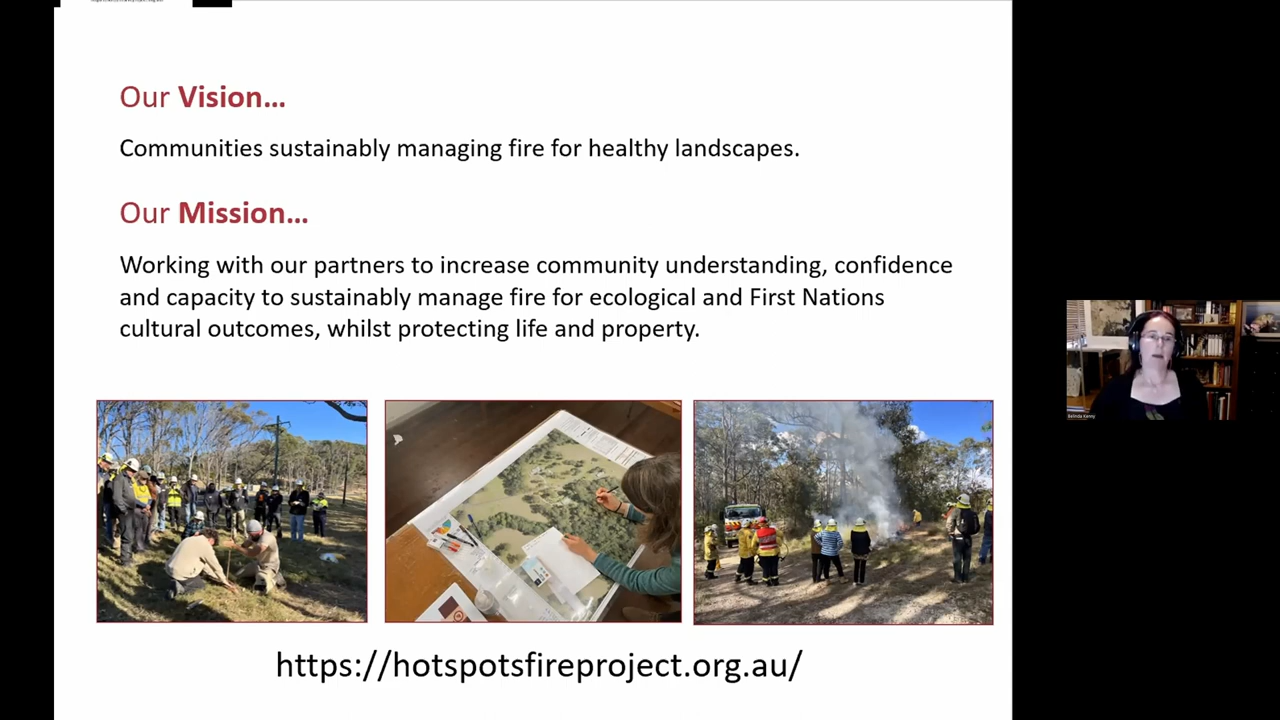 Our Vision...
Communities sustainably managing fire for healthy landscapes.
Our Mission...
Working with our partners to increase community understanding, confidence
and capacity to sustainably manage fire for ecological and First Nations
cultural outcomes, whilst protecting life and property.
https://hotspotsfireproject.org.au/
Belinda Kenny